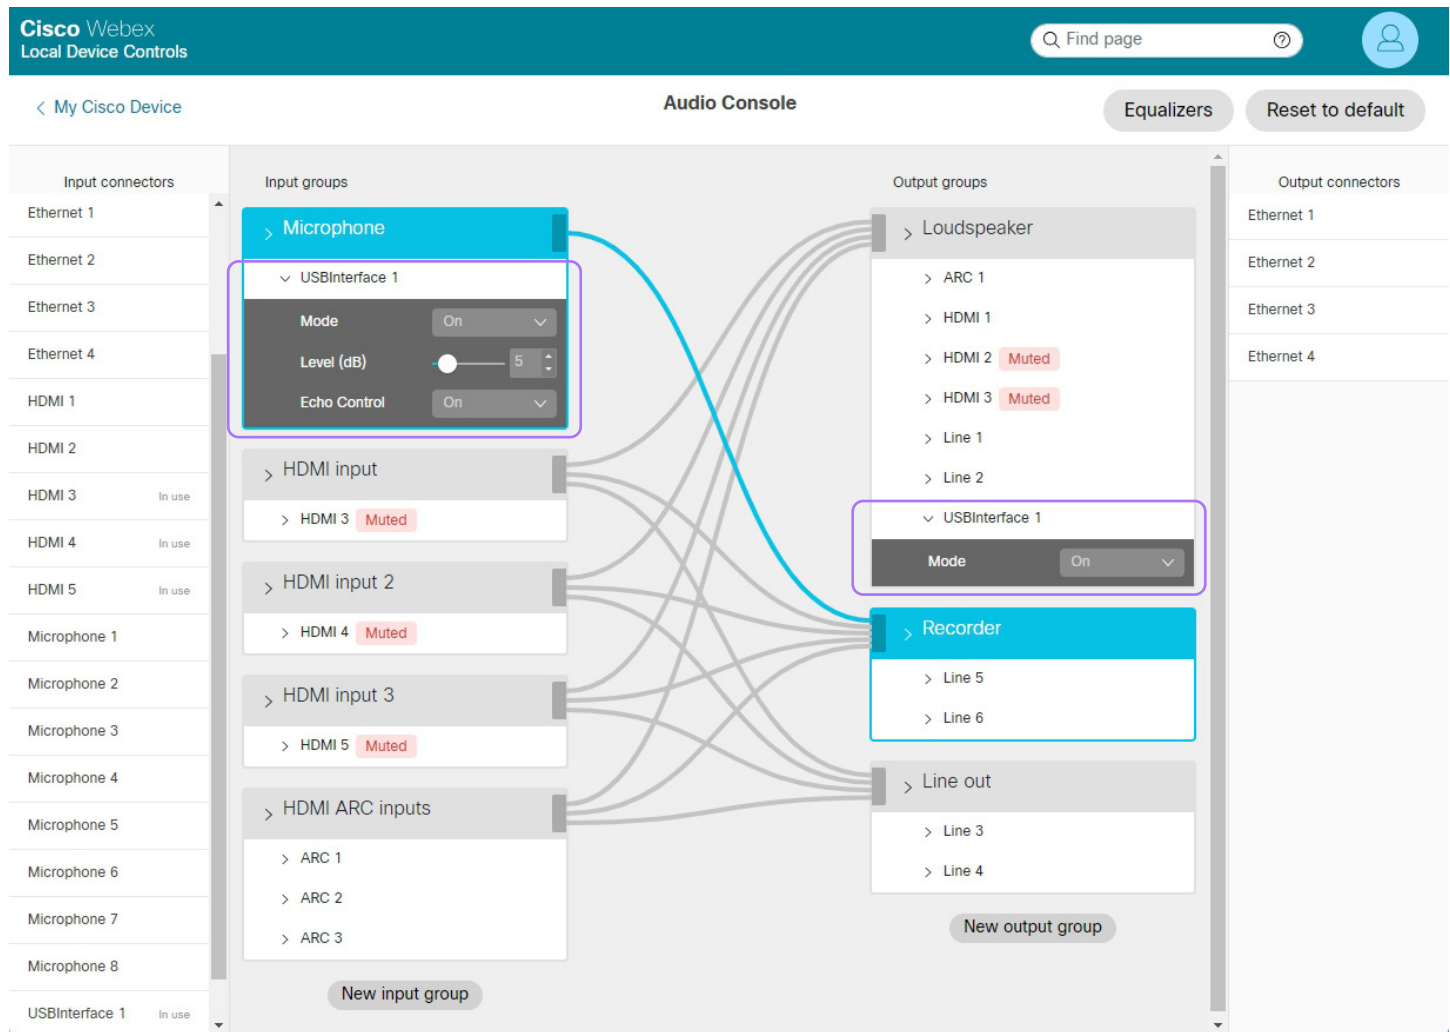 Cisco Webex
Local Device Controls
Find page
My Cisco Device
Audio Console
Equalizers
Reset to default
Input connectors
Ethernet 1
Ethernet 2
Ethernet 3
Ethernet 4
HDMI 1
HDMI 2
HDMI 3 In use
HDMI 4 In use
HDMI 5 In use
Microphone 1
Microphone 2
Microphone 3
Microphone 4
Microphone 5
Microphone 6
Microphone 7
Microphone 8
USBInterface 1 In use
Input groups
Microphone
USBInterface 1
Mode On
Level (dB) 5
Echo Control On
HDMI input
HDMI 3 Muted
HDMI input 2
HDMI 4 Muted
HDMI input 3
HDMI 5 Muted
HDMI ARC inputs
ARC 1
ARC 2
ARC 3
New input group
Output groups
Loudspeaker
ARC 1
HDMI 1
HDMI 2 Muted
HDMI 3 Muted
Line 1
Line 2
USBInterface 1
Mode On
Recorder
Line 5
Line 6
Line out
Line 3
Line 4
New output group
Output connectors
Ethernet 1
Ethernet 2
Ethernet 3
Ethernet 4